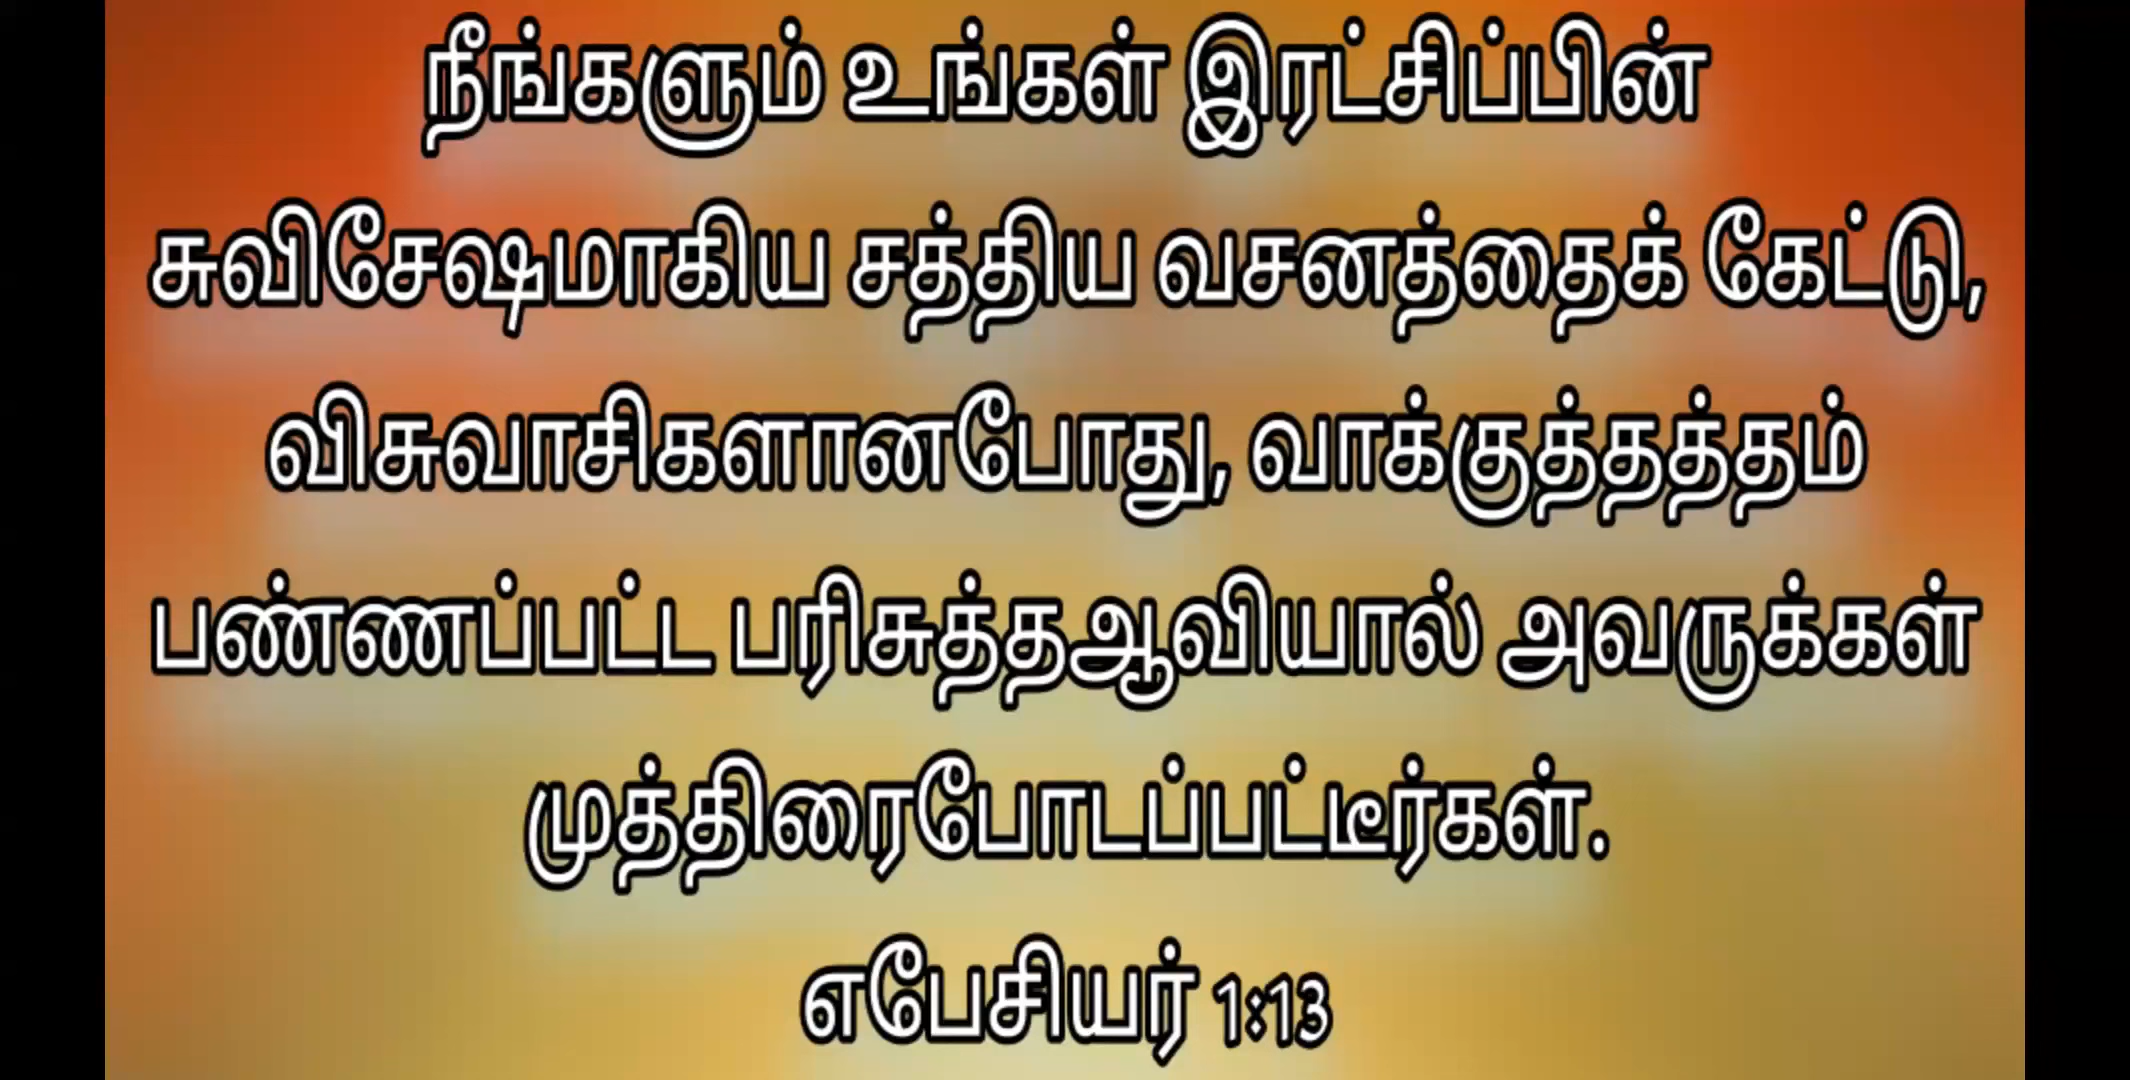 நீங்களும் உங்கள் இரட்சிப்பின்
சுவிசேஷமாகிய சத்திய வசனத்தைக் கேட்டு,
விசுவாசிகளானபோது, வாக்குத்தத்தம்
பண்ணப்பட்ட பரிசுத்தஆவியால் அவருக்கள்
முத்திரைபோடப்பட்டீர்கள்.
எபேசியர் 1:13